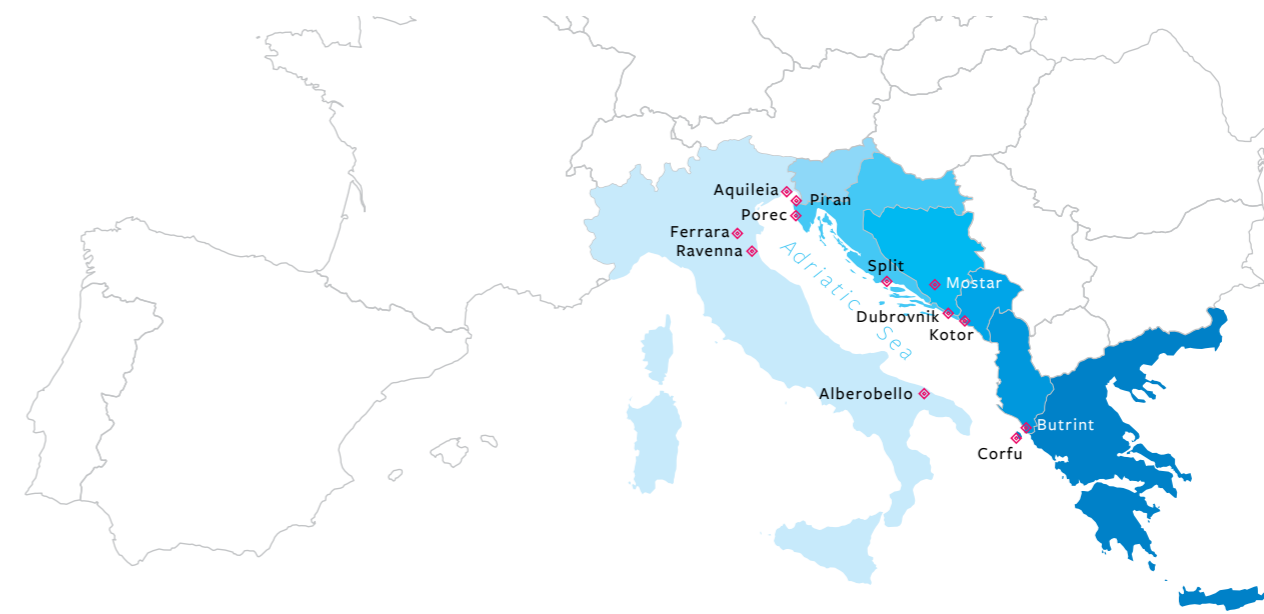 Aquileia
Piran
Porec
Ferrara
Ravenna
Adriatic Sea
Split
Mostar
Dubrovnik
Kotor
Alberobello
Butrint
Corfu